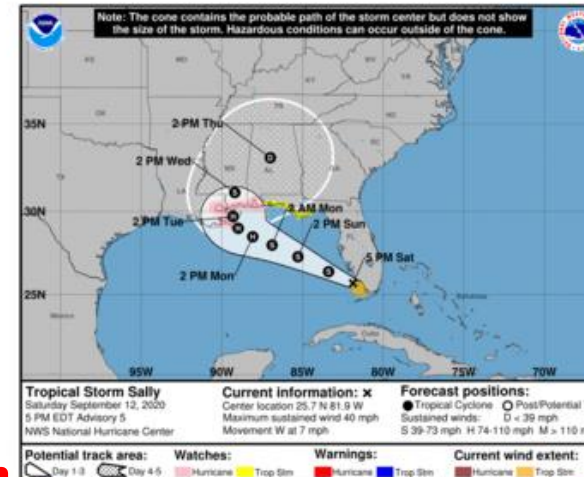 Note: The cone contains the probable path of the storm center but does not show
the size of the storm. Hazardous conditions can occur outside of the cone.
35N
2 PM Thu
D
2 PM Wed
S
30N
2 AM Mon
2 PM Tue
H
2 PM Sun
H
H
5 PM Sat
S
S
2 PM Mon
S
25N
Mexico
Cuba
95W 90W 85W 80W 75W 70W
Tropical Storm Sally
Saturday September 12, 2020
5 PM EDT Advisory 5
NWS National Hurricane Center
Current information: x
Center location 25.7 N 81.9 W
Maximum sustained wind 40 mph
Movement W at 7 mph
Forecast positions:
Tropical Cyclone Post/Potential T
Sustained winds: D < 39 mph
S 39-73 mph H 74-110 mph M > 110 m
Potential track area:
Day 1-3 Day 4-5
Watches:
Hurricane Trop Stm
Warnings:
Hurricane Trop Stm
Current wind extent:
Hurricane Trop Stm